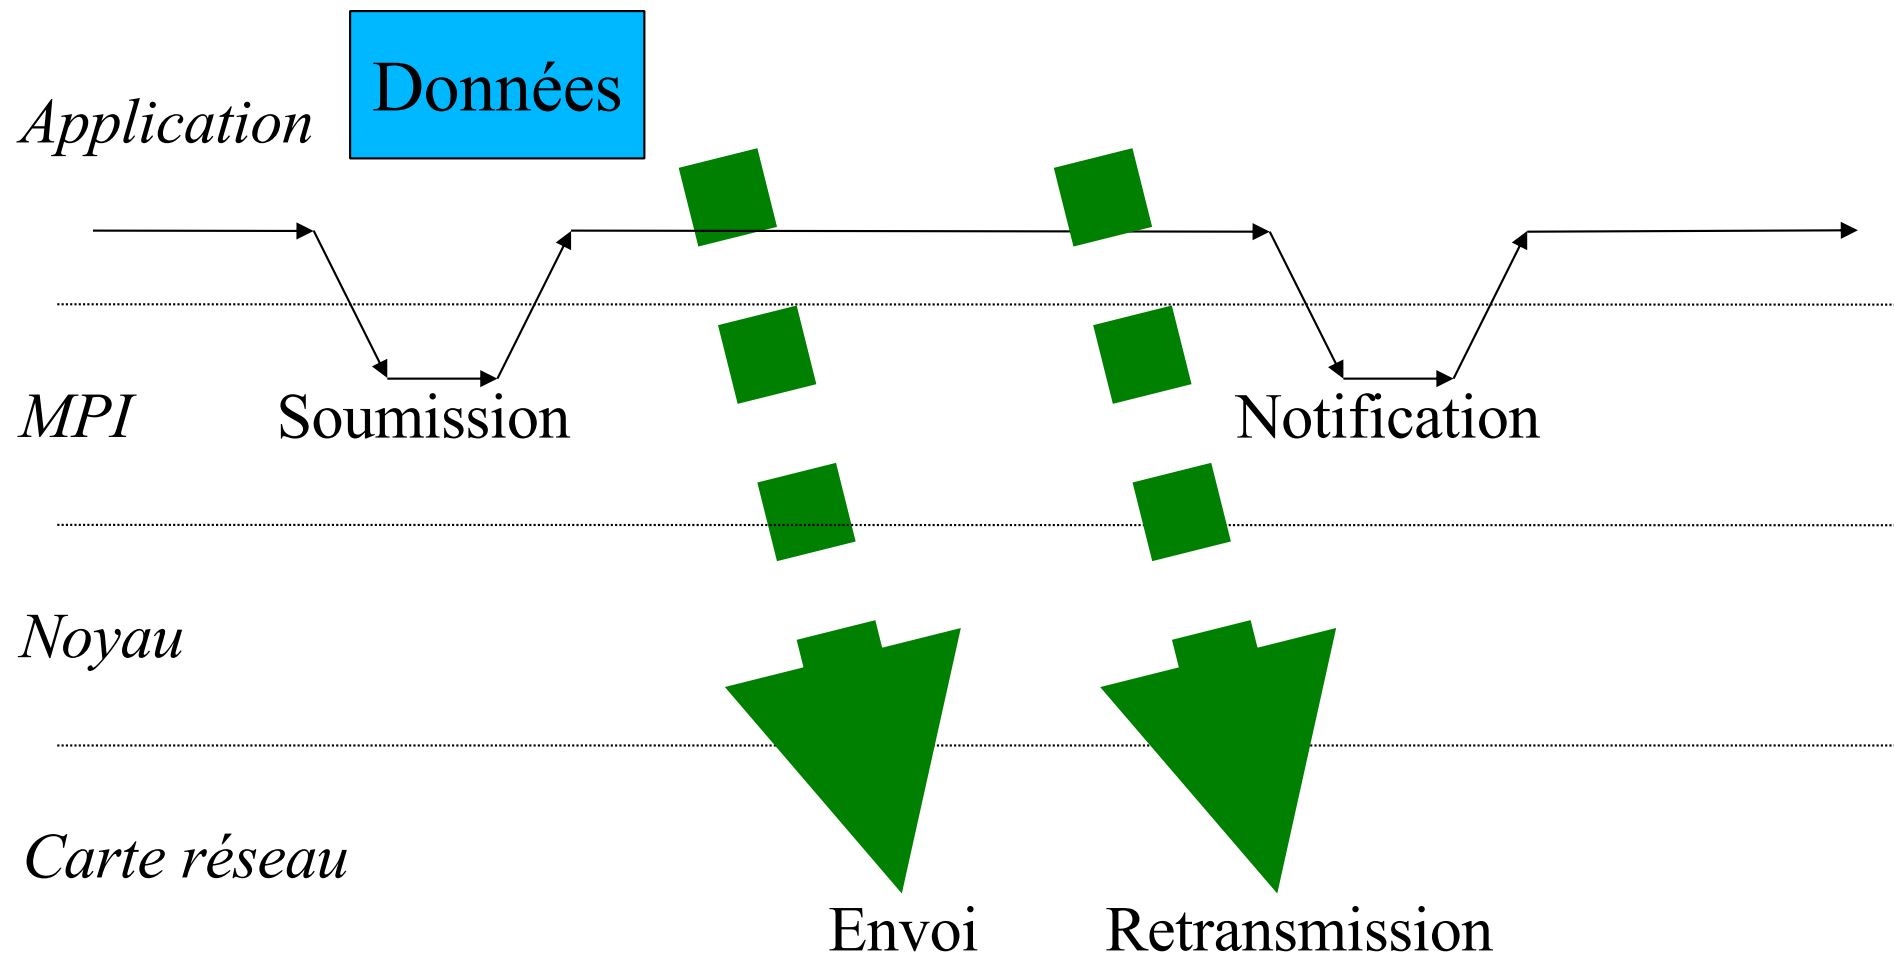 Données
Application
MPI
Soumission
Notification
Noyau
Carte réseau
Envoi
Retransmission